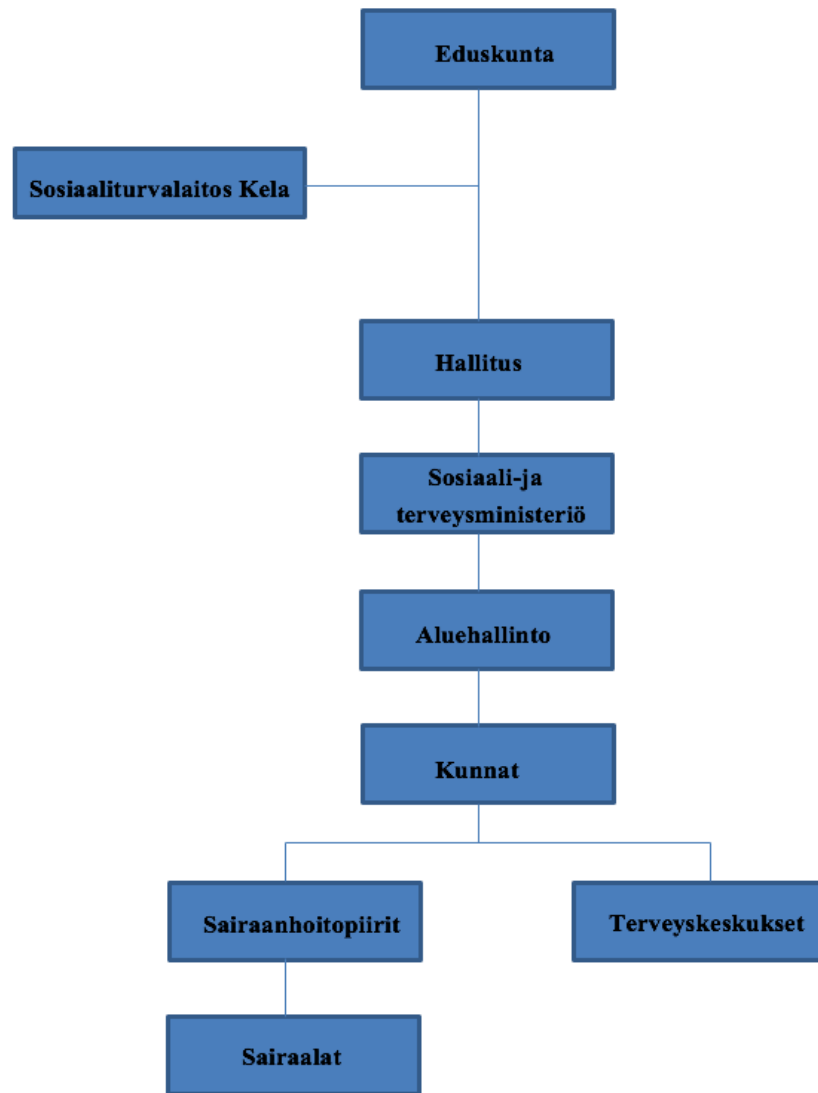 Eduskunta
Sosiaaliturvalaitos Kela
Hallitus
Sosiaali-ja
terveysministeriö
Aluehallinto
Kunnat
Sairaanhoitopiirit
Terveyskeskukset
Sairaalat